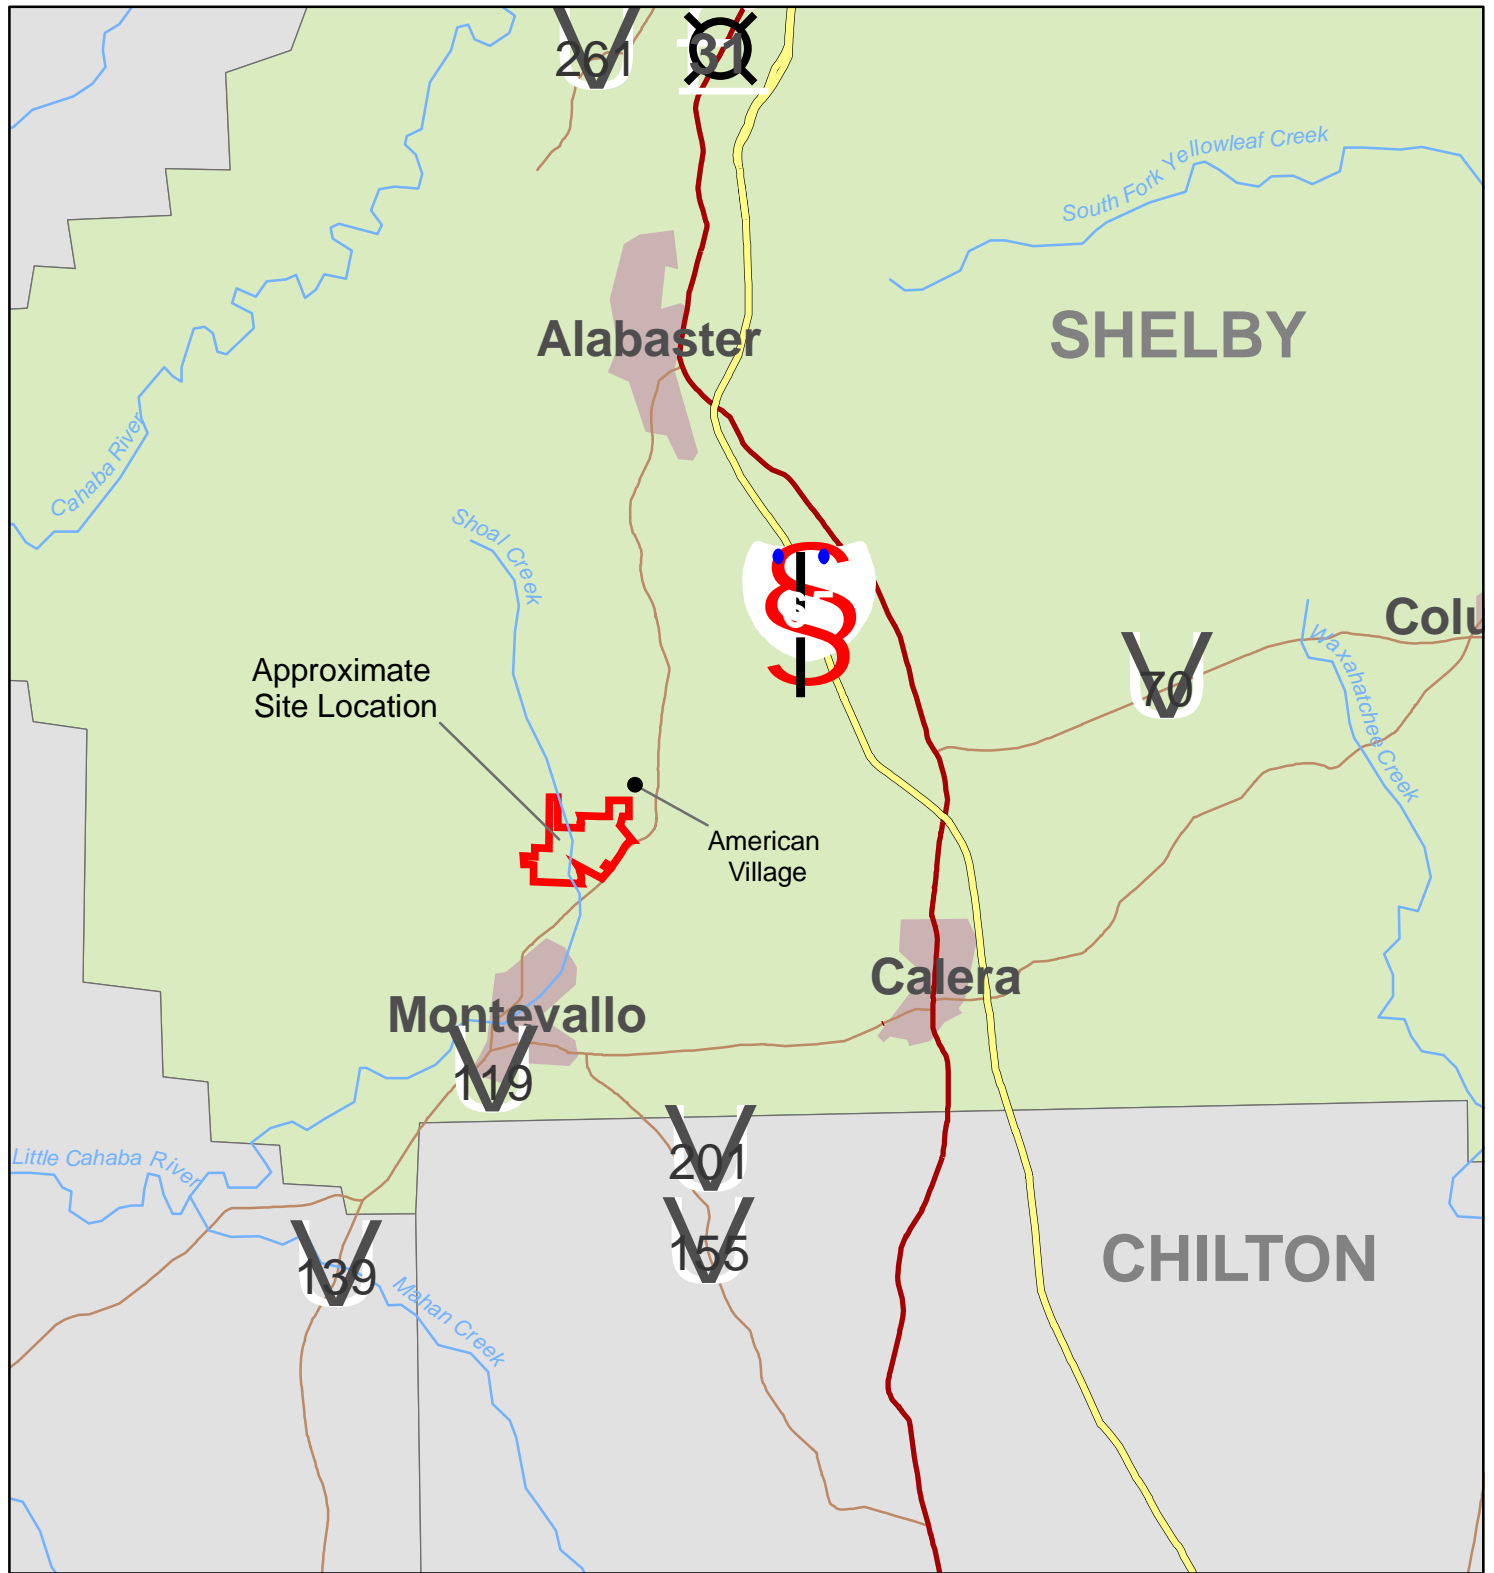 261
31
South Fork Yellowleaf Creek
Alabaster
SHELBY
Cahaba River
Shoal Creek
Colu
Waxahatchee Creek
70
Approximate
Site Location
American
Village
Calera
Montevallo
119
Little Cahaba River
201
155
139
CHILTON
Mahan Creek